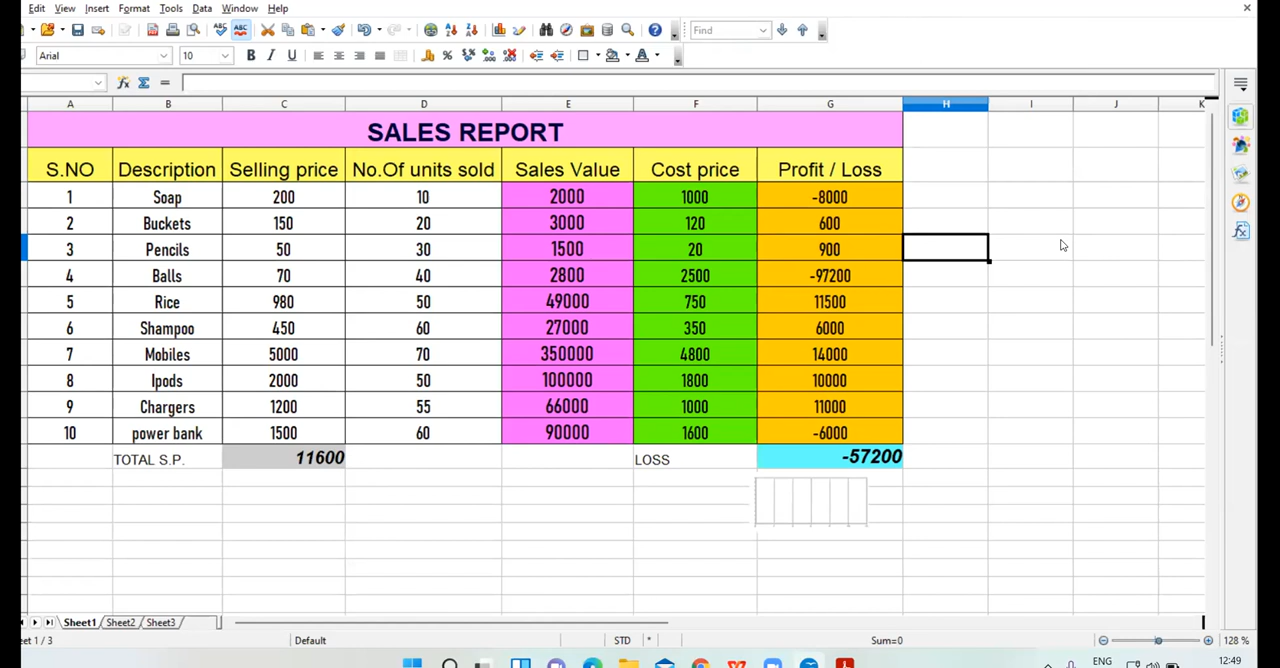 Edit View Insert Format Tools Data Window Help
ABC ABC Find
Arial 10 B I U
A B C D E F G H I J K
SALES REPORT
S.NO Description Selling price No.Of units sold Sales Value Cost price Profit / Loss
1 Soap 200 10 2000 1000 -8000
2 Buckets 150 20 3000 120 600
3 Pencils 50 30 1500 20 900
4 Balls 70 40 2800 2500 -97200
5 Rice 980 50 49000 750 11500
6 Shampoo 450 60 27000 350 6000
7 Mobiles 5000 70 350000 4800 14000
8 Ipods 2000 50 100000 1800 10000
9 Chargers 1200 55 66000 1000 11000
10 power bank 1500 60 90000 1600 -6000
TOTAL S.P. 11600 LOSS -57200
Sheet1 Sheet2 Sheet3
eet 1 / 3 Default STD * Sum=0 128 %
ENG 12:49